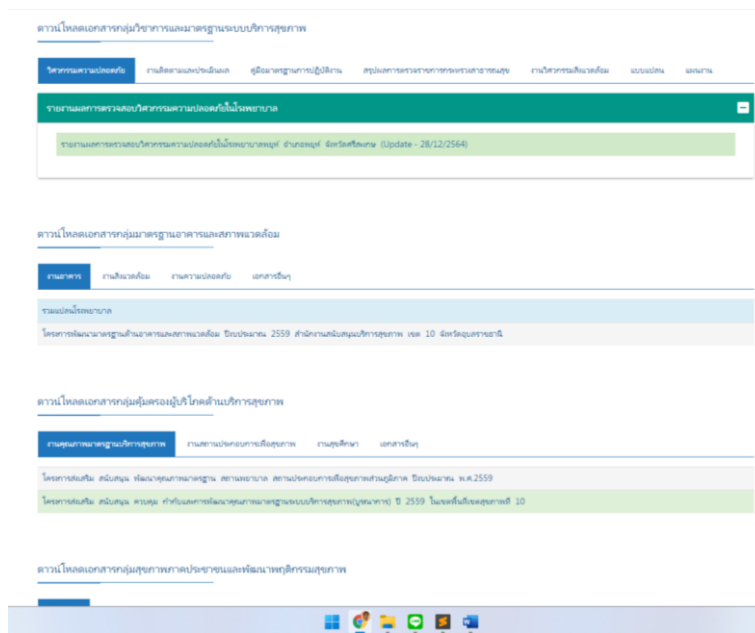 ดาวน์โหลดเอกสารกลุ่มวิชาการและมาตรฐานระบบบริการสุขภาพ
วิศวกรรมความปลอดภัย งานติดตามและประเมินผล คู่มือมาตรฐานการปฏิบัติงาน สรุปผลการตรวจราชการกระทรวงสาธารณสุข งานวิศวกรรมสิ่งแวดล้อม แบบแปลน แผนงาน
รายงานผลการตรวจสอบวิศวกรรมความปลอดภัยในโรงพยาบาล
รายงานผลการตรวจสอบวิศวกรรมความปลอดภัยในโรงพยาบาลพยุห์ อำเภอพยุห์ จังหวัดศรีสะเกษ (Update - 28/12/2564)
ดาวน์โหลดเอกสารกลุ่มมาตรฐานอาคารและสภาพแวดล้อม
งานอาคาร งานสิ่งแวดล้อม งานความปลอดภัย เอกสารอื่นๆ
รวมแปลนโรงพยาบาล
โครงการพัฒนามาตรฐานด้านอาคารและสภาพแวดล้อม ปีงบประมาณ 2559 สำนักงานสนับสนุนบริการสุขภาพ เขต 10 จังหวัดอุบลราชธานี
ดาวน์โหลดเอกสารกลุ่มคุ้มครองผู้บริโภคด้านบริการสุขภาพ
งานคุณภาพมาตรฐานบริการสุขภาพ งานสถานประกอบการเพื่อสุขภาพ งานสุขศึกษา เอกสารอื่นๆ
โครงการส่งเสริม สนับสนุน พัฒนาคุณภาพมาตรฐาน สถานพยาบาล สถานประกอบการเพื่อสุขภาพส่วนภูมิภาค ปีงบประมาณ พ.ศ.2559
โครงการส่งเสริม สนับสนุน ควบคุม กำกับและการพัฒนาคุณภาพมาตรฐานระบบบริการสุขภาพ(บูรณาการ) ปี 2559 ในเขตพื้นที่เขตสุขภาพที่ 10
ดาวน์โหลดเอกสารกลุ่มสุขภาพภาคประชาชนและพัฒนาพฤติกรรมสุขภาพ